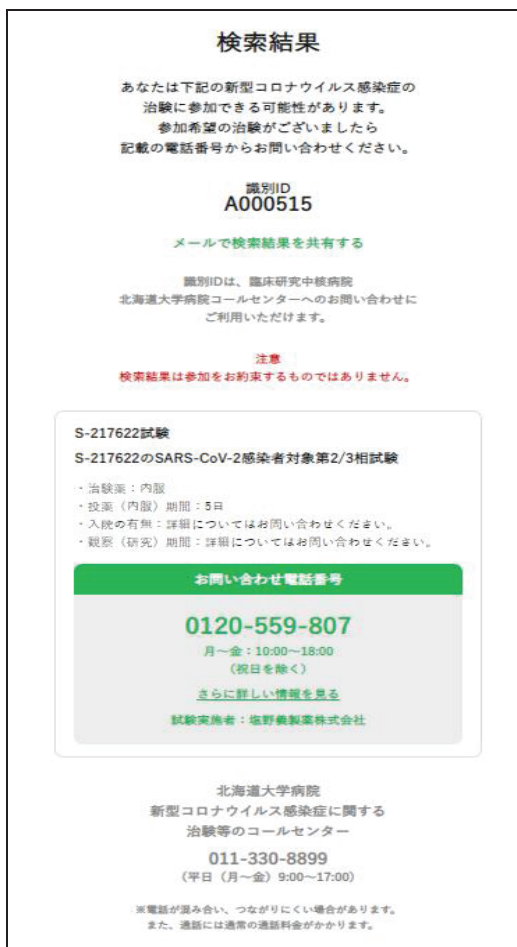 検索結果
あなたは下記の新型コロナウイルス感染症の
治験に参加できる可能性があります。
参加希望の治験がございましたら
記載の電話番号からお問い合わせください。
識別ID
A000515
メールで検索結果を共有する
識別IDは、臨床研究中核病院
北海道大学病院コールセンターへのお問い合わせに
ご利用いただけます。
注意
検索結果は参加をお約束するものではありません。
S-217622試験
S-217622のSARS-CoV-2感染者対象第2/3相試験
・治験薬：内服
・投薬（内服）期間：5日
・入院の有無：詳細についてはお問い合わせください。
・観察（研究）期間：詳細についてはお問い合わせください。
お問い合わせ電話番号
0120-559-807
月～金：10:00～18:00
（祝日を除く）
さらに詳しい情報を見る
試験実施者：塩野義製薬株式会社
北海道大学病院
新型コロナウイルス感染症に関する
治験等のコールセンター
011-330-8899
（平日（月～金）9:00～17:00）
※電話が混み合い、つながりにくい場合があります。
また、通話には通常の通話料金がかかります。